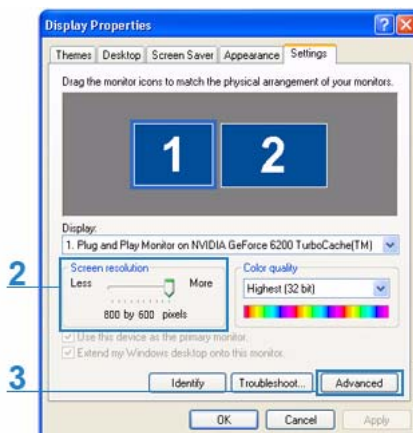 Display Properties
Themes Desktop Screen Saver Appearance Settings
Drag the monitor icons to match the physical arrangement of your monitors.
1 2
Display:
1. Plug and Play Monitor on NVIDIA GeForce 6200 TurboCache(TM)
2
Screen resolution
Less More
800 by 600 pixels
Color quality
Highest (32 bit)
Use this device as the primary monitor.
Extend my Windows desktop onto this monitor.
3
Identify Troubleshoot... Advanced
OK Cancel Apply